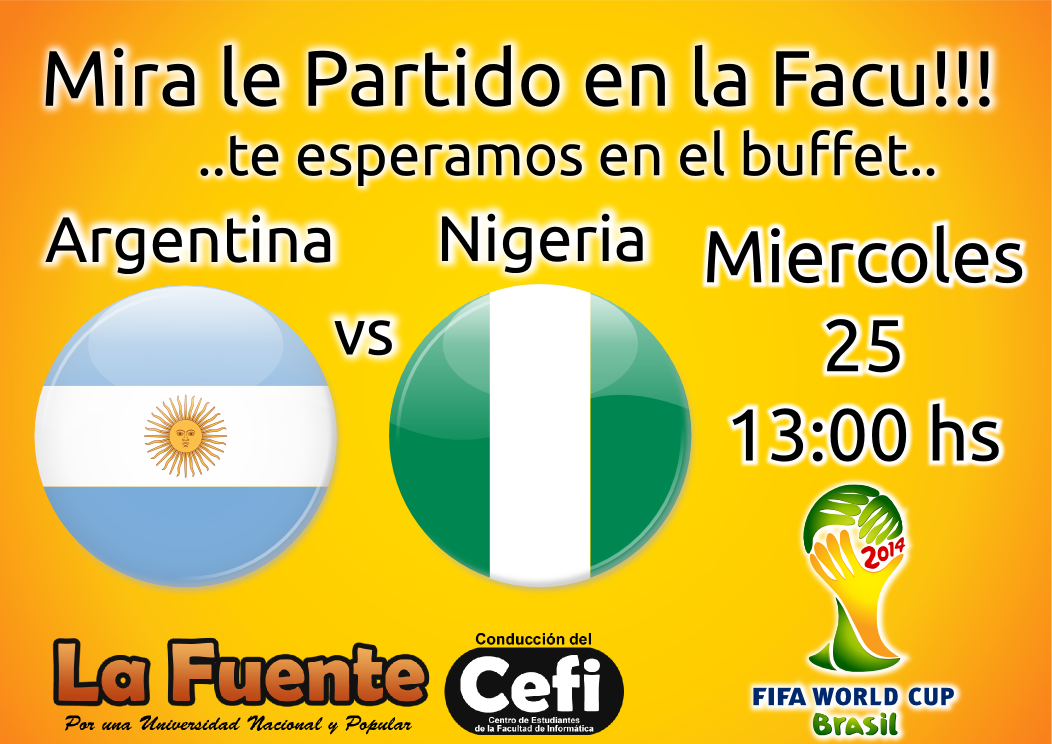 Mira le Partido en la Facu!!!
..te esperamos en el buffet..
Argentina
vs
Nigeria
Miercoles
25
13:00 hs
2014
FIFA WORLD CUP
Brasil
La Fuente
Por una Universidad Nacional y Popular
Conducción del
Cefi
Centro de Estudiantes
de la Facultad de Informática